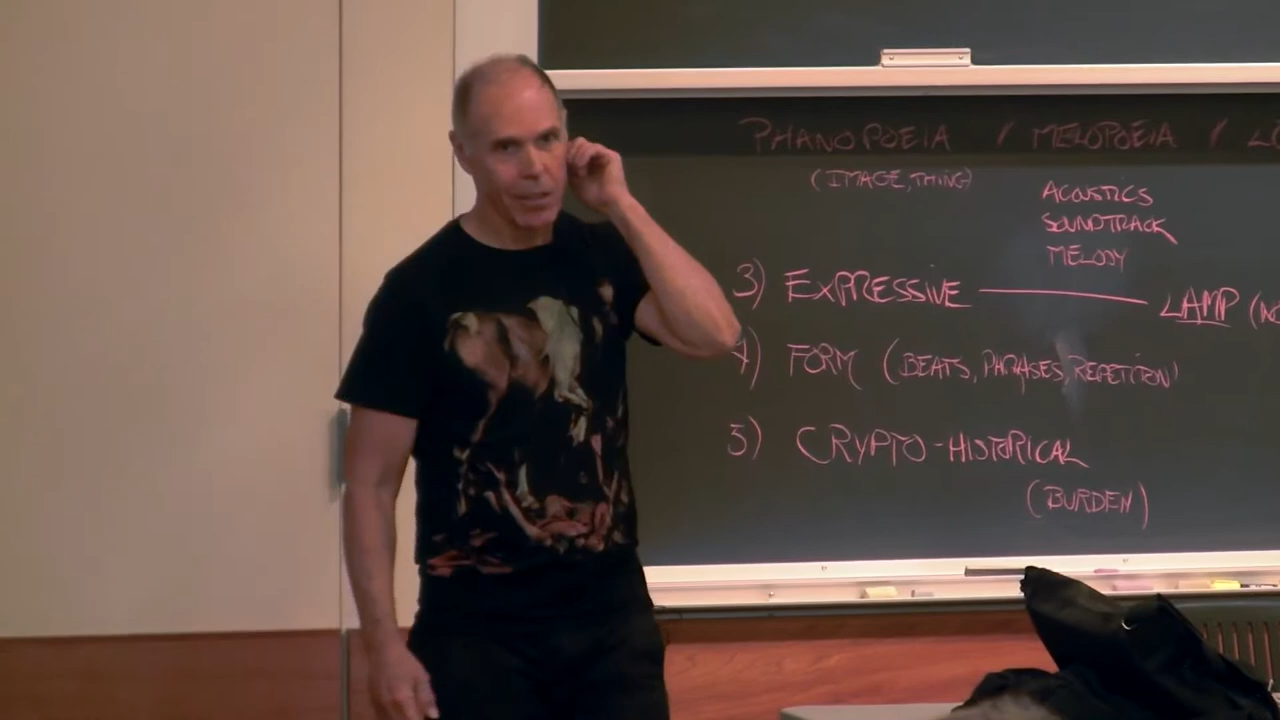 PHANOPOEIA / MELOPOEIA /
(IMAGE, THING)
ACOUSTICS
SOUNDTRACK
MELODY
3) EXPRESSIVE — LAMP
4) FORM (BEATS, PHRASES, REPETITION)
5) CRYPTO-HISTORICAL
(BURDEN)